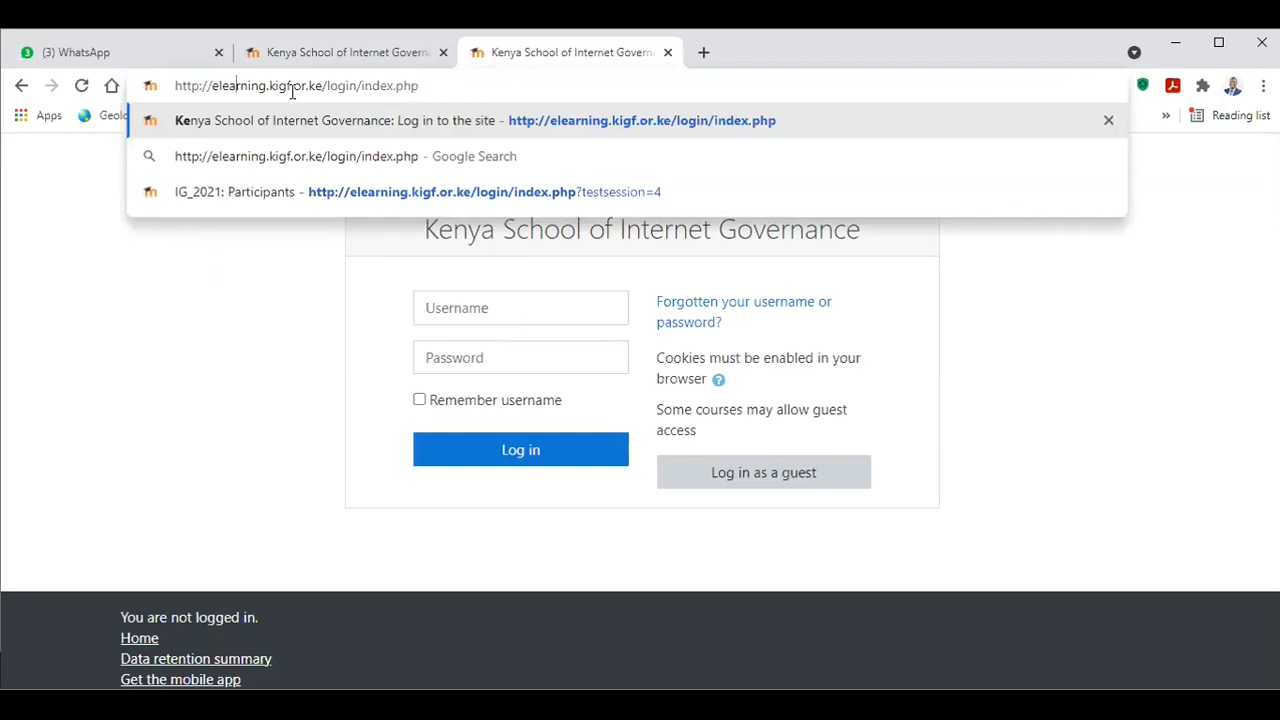 3 (3) WhatsApp
Kenya School of Internet Govern
Kenya School of Internet Govern
http://elearning.kigf.or.ke/login/index.php
Apps
Geolo
Reading list
Kenya School of Internet Governance: Log in to the site - http://elearning.kigf.or.ke/login/index.php
http://elearning.kigf.or.ke/login/index.php - Google Search
IG_2021: Participants - http://elearning.kigf.or.ke/login/index.php?testsession=4
Kenya School of Internet Governance
Username
Password
Remember username
Log in
Forgotten your username or
password?
Cookies must be enabled in your
browser ?
Some courses may allow guest
access
Log in as a guest
You are not logged in.
Home
Data retention summary
Get the mobile app